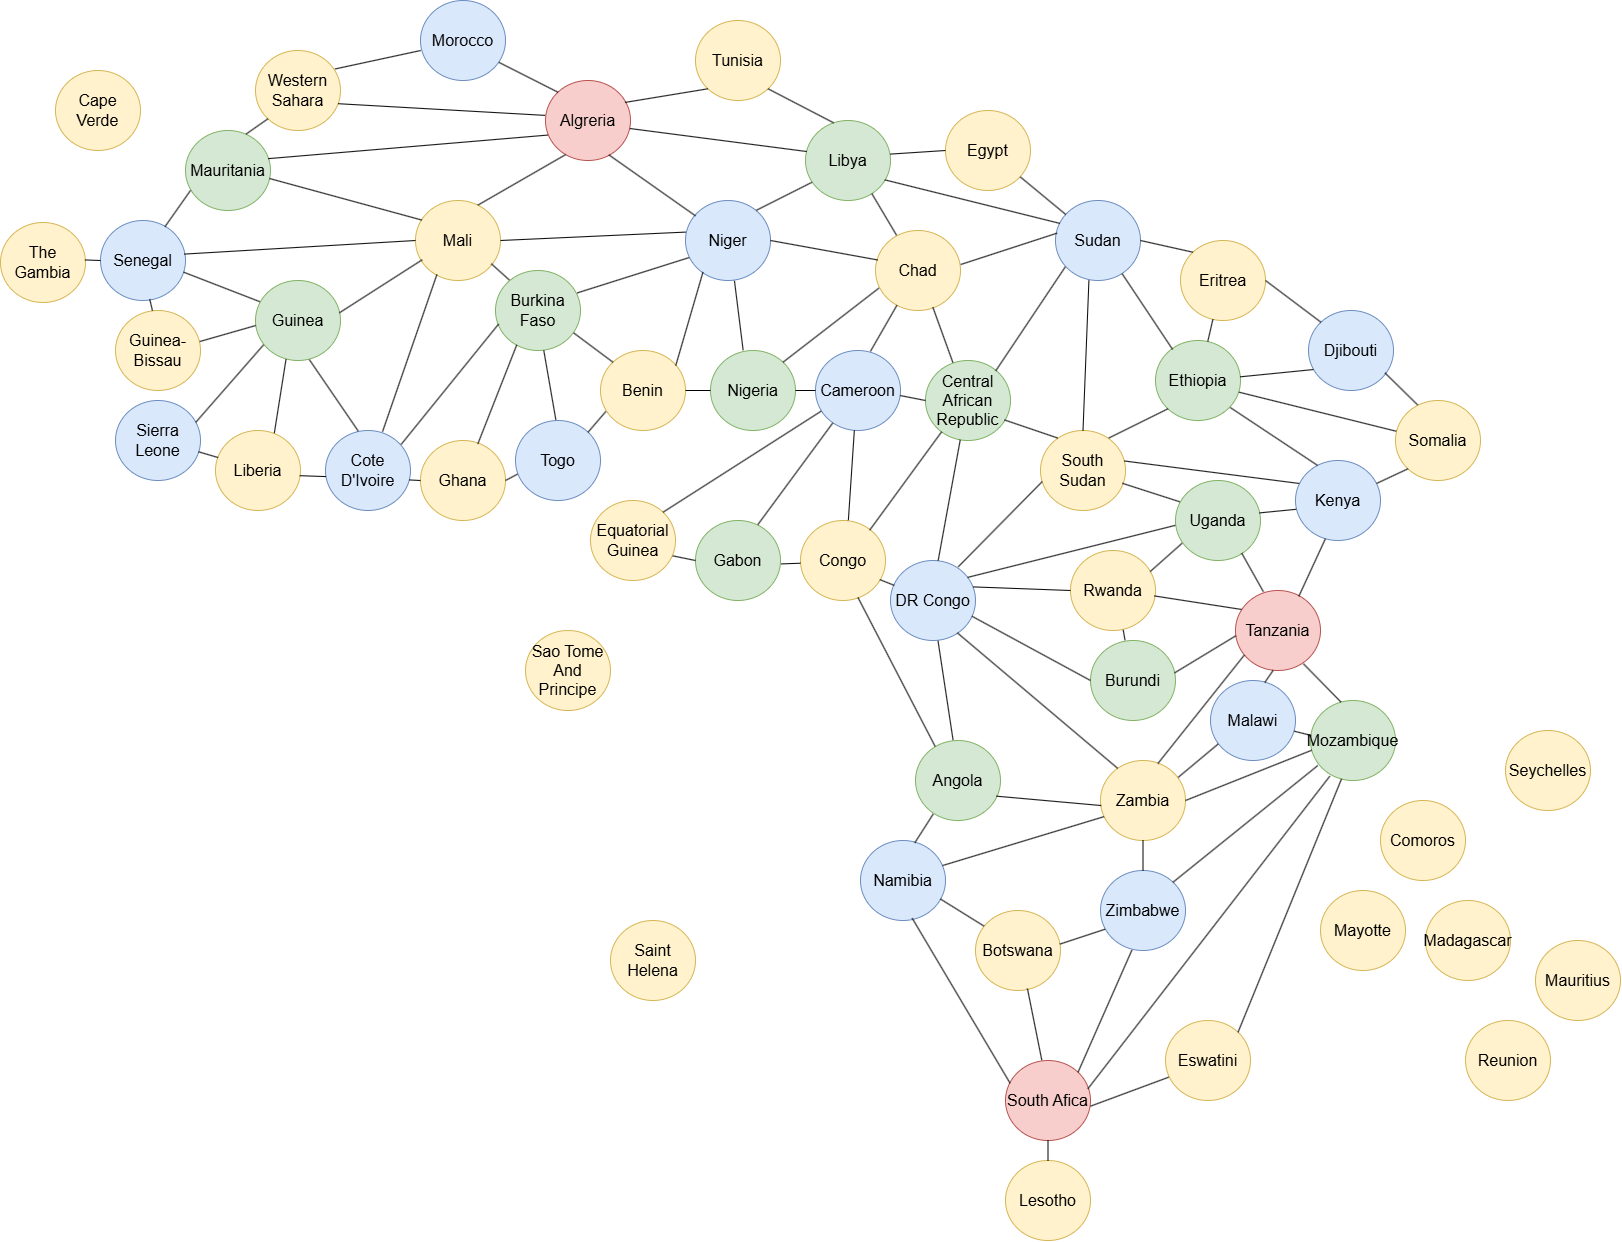 Morocco
Tunisia
Western
Sahara
Cape
Verde
Algreria
Egypt
Libya
Mauritania
Mali
Niger
Sudan
The
Gambia
Senegal
Chad
Eritrea
Burkina
Faso
Guinea
Guinea-
Bissau
Djibouti
Ethiopia
Benin
Nigeria
Cameroon
Central
African
Republic
Sierra
Leone
Somalia
Liberia
Cote
D'Ivoire
Ghana
Togo
South
Sudan
Kenya
Uganda
Equatorial
Guinea
Gabon
Congo
DR Congo
Rwanda
Tanzania
Sao Tome
And
Principe
Burundi
Malawi
Mozambique
Seychelles
Angola
Zambia
Comoros
Namibia
Zimbabwe
Mayotte
Madagascar
Botswana
Saint
Helena
Mauritius
Eswatini
Reunion
South Afica
Lesotho